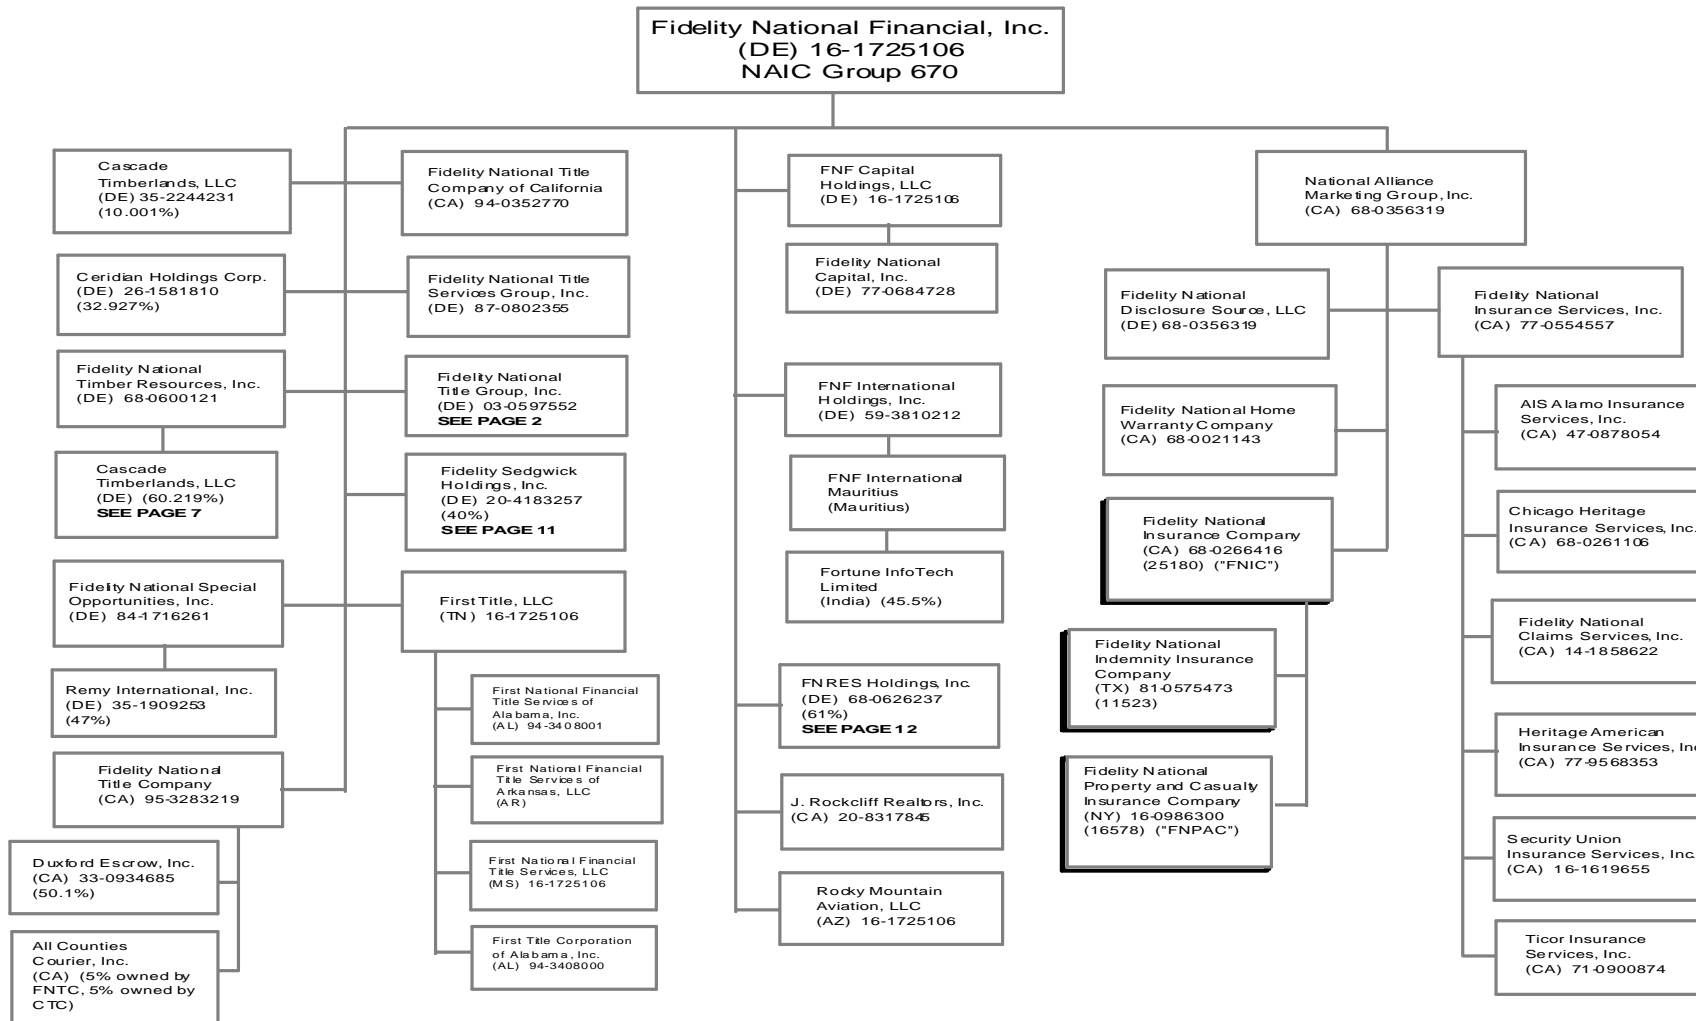 Fidelity National Financial, Inc.
(DE) 16-1725106
NAIC Group 670
Cascade
Timberlands, LLC
(DE) 35-2244231
(10.001%)
Fidelity National Title
Company of California
(CA) 94-0352770
Ceridian Holdings Corp.
(DE) 26-1581810
(32.927%)
Fidelity National Title
Services Group, Inc.
(DE) 87-0802355
Fidelity National
Timber Resources, Inc.
(DE) 68-0600121
Fidelity National
Title Group, Inc.
(DE) 03-0597552
SEE PAGE 2
Cascade
Timberlands, LLC
(DE) (60.219%)
SEE PAGE 7
Fidelity Sedgwick
Holdings, Inc.
(DE) 20-4183257
(40%)
SEE PAGE 11
Fidelity National Special
Opportunities, Inc.
(DE) 84-1716261
First Title, LLC
(TN) 16-1725106
Remy International, Inc.
(DE) 35-1909253
(47%)
First National Financial
Title Services of
Alabama, Inc.
(AL) 94-3408001
Fidelity National
Title Company
(CA) 95-3283219
First National Financial
Title Services of
Arkansas, LLC
(AR)
Duxford Escrow, Inc.
(CA) 33-0934685
(50.1%)
First National Financial
Title Services, LLC
(MS) 16-1725106
All Counties
Courier, Inc.
(CA) (5% owned by
FNTC, 5% owned by
CTC)
First Title Corporation
of Alabama, Inc.
(AL) 94-3408000
FNF Capital
Holdings, LLC
(DE) 16-1725106
Fidelity National
Capital, Inc.
(DE) 77-0684728
FNF International
Holdings, Inc.
(DE) 59-3810212
FNF International
Mauritius
(Mauritius)
Fortune InfoTech
Limited
(India) (45.5%)
FNRES Holdings, Inc.
(DE) 68-0626237
(61%)
SEE PAGE 12
J. Rockcliff Realtors, Inc.
(CA) 20-8317845
Rocky Mountain
Aviation, LLC
(AZ) 16-1725106
National Alliance
Marketing Group, Inc.
(CA) 68-0356319
Fidelity National
Disclosure Source, LLC
(DE) 68-0356319
Fidelity National
Insurance Services, Inc.
(CA) 77-0554557
Fidelity National Home
Warranty Company
(CA) 68-0021143
Fidelity National
Insurance Company
(CA) 68-0266416
(25180) ("FNIC")
Fidelity National
Indemnity Insurance
Company
(TX) 81-0575473
(11523)
Fidelity National
Property and Casualty
Insurance Company
(NY) 16-0986300
(16578) ("FNPAC")
AIS Alamo Insurance
Services, Inc.
(CA) 47-0878054
Chicago Heritage
Insurance Services, Inc.
(CA) 68-0261106
Fidelity National
Claims Services, Inc.
(CA) 14-1858622
Heritage American
Insurance Services, Inc
(CA) 77-9568353
Security Union
Insurance Services, Inc.
(CA) 16-1619655
Ticor Insurance
Services, Inc.
(CA) 71-0900874